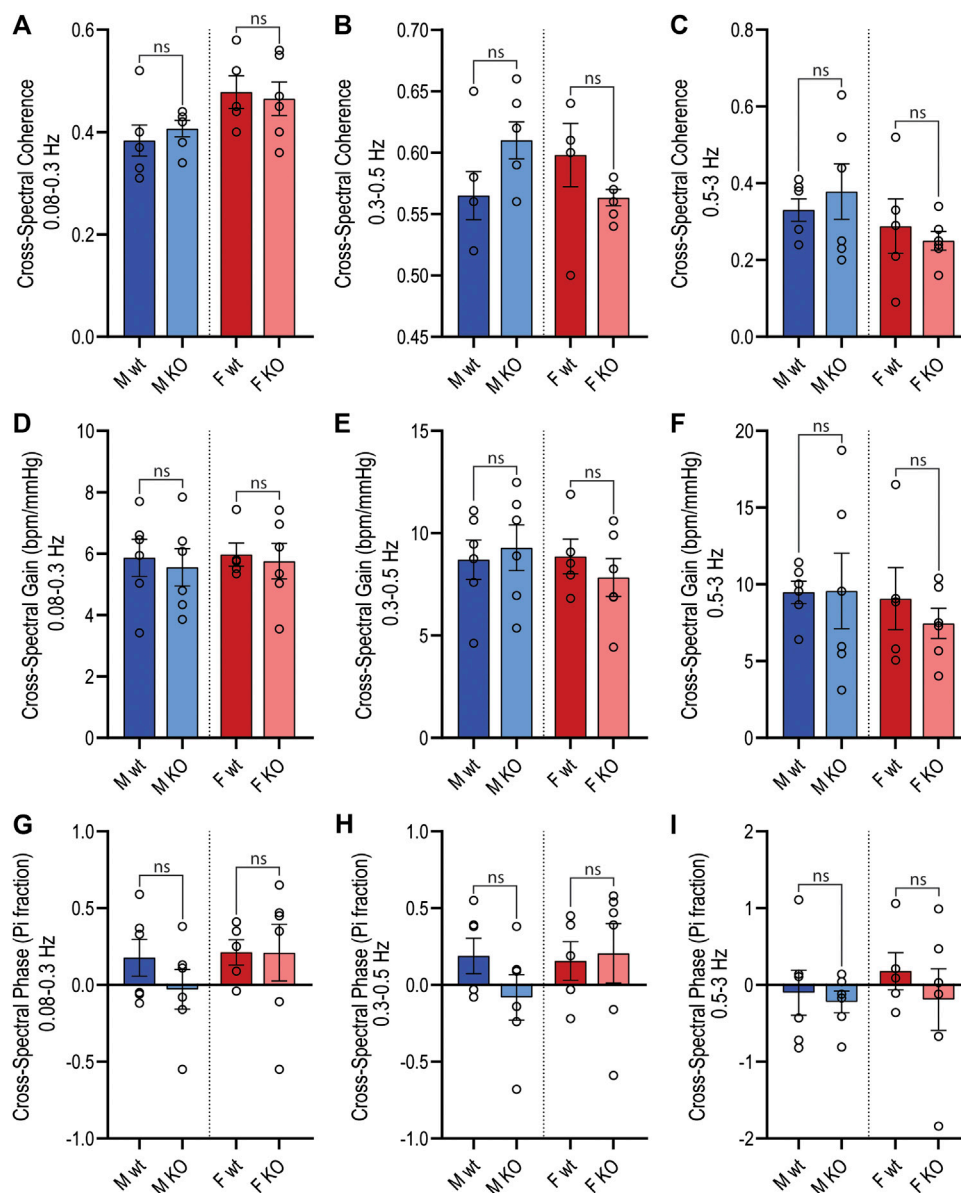 A
Cross-Spectral Coherence
0.08-0.3 Hz
0.6
0.4
0.2
0.0
ns
ns
M wt
M KO
F wt
F KO
B
Cross-Spectral Coherence
0.3-0.5 Hz
0.70
0.65
0.60
0.55
0.50
0.45
ns
ns
M wt
M KO
F wt
F KO
C
Cross-Spectral Coherence
0.5-3 Hz
0.8
0.6
0.4
0.2
0.0
ns
ns
M wt
M KO
F wt
F KO
D
Cross-Spectral Gain (bpm/mmHg)
0.08-0.3 Hz
10
8
6
4
2
0
ns
ns
M wt
M KO
F wt
F KO
E
Cross-Spectral Gain (bpm/mmHg)
0.3-0.5 Hz
15
10
5
0
ns
ns
M wt
M KO
F wt
F KO
F
Cross-Spectral Gain (bpm/mmHg)
0.5-3 Hz
20
15
10
5
0
ns
ns
M wt
M KO
F wt
F KO
G
Cross-Spectral Phase (Pi fraction)
0.08-0.3 Hz
1.0
0.5
0.0
-0.5
-1.0
ns
ns
M wt
M KO
F wt
F KO
H
Cross-Spectral Phase (Pi fraction)
0.3-0.5 Hz
1.0
0.5
0.0
-0.5
-1.0
ns
ns
M wt
M KO
F wt
F KO
I
Cross-Spectral Phase (Pi fraction)
0.5-3 Hz
2
1
0
-1
-2
ns
ns
M wt
M KO
F wt
F KO